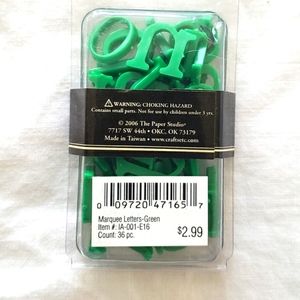 ⚠ WARNING: CHOKING HAZARD
Contains small parts. Not for use by children under 3 yrs.
© 2006 The Paper Studio®
7717 SW 44th • OKC, OK 73179
Made in Taiwan • www.craftsetc.com
0 09720 47165 7
Marquee Letters-Green
Item #: IA-001-E16
Count: 36 pc.
$2.99